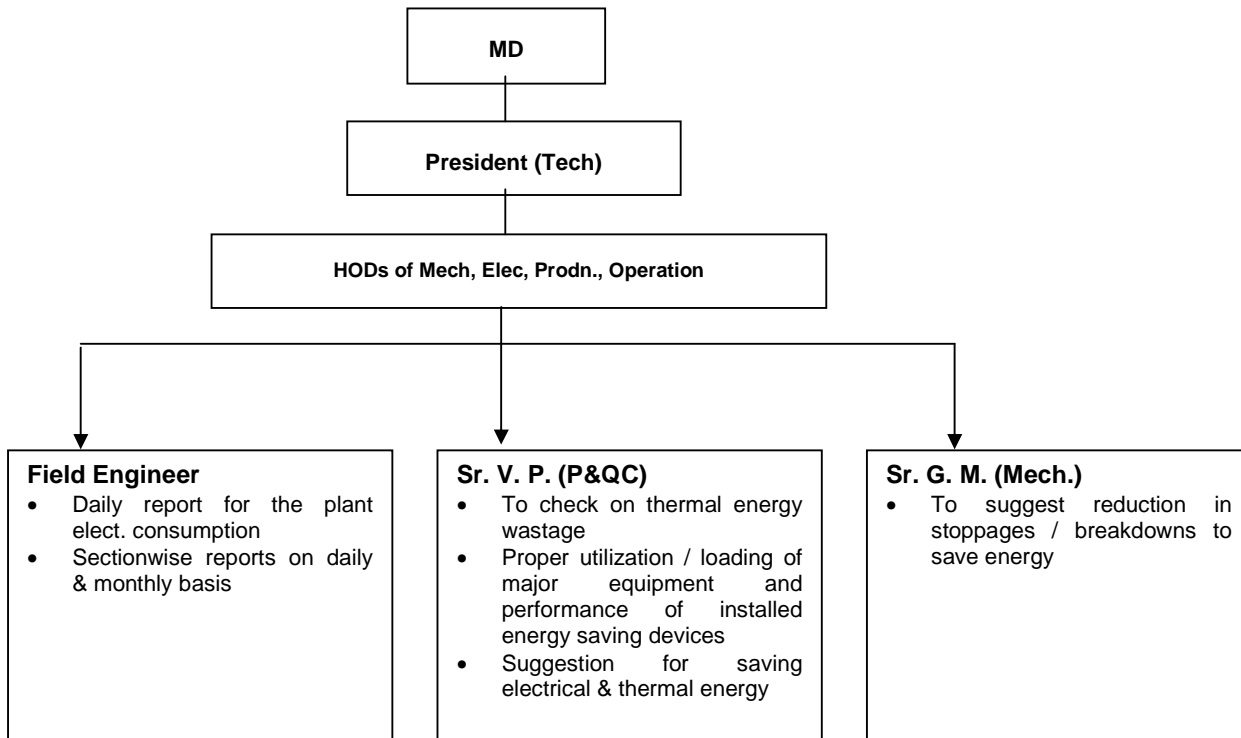 MD
President (Tech)
HODs of Mech, Elec, Prodn., Operation
Field Engineer
• Daily report for the plant
elect. consumption
• Sectionwise reports on daily
& monthly basis
Sr. V. P. (P&QC)
• To check on thermal energy
wastage
• Proper utilization / loading of
major equipment and
performance of installed
energy saving devices
• Suggestion for saving
electrical & thermal energy
Sr. G. M. (Mech.)
• To suggest reduction in
stoppages / breakdowns to
save energy